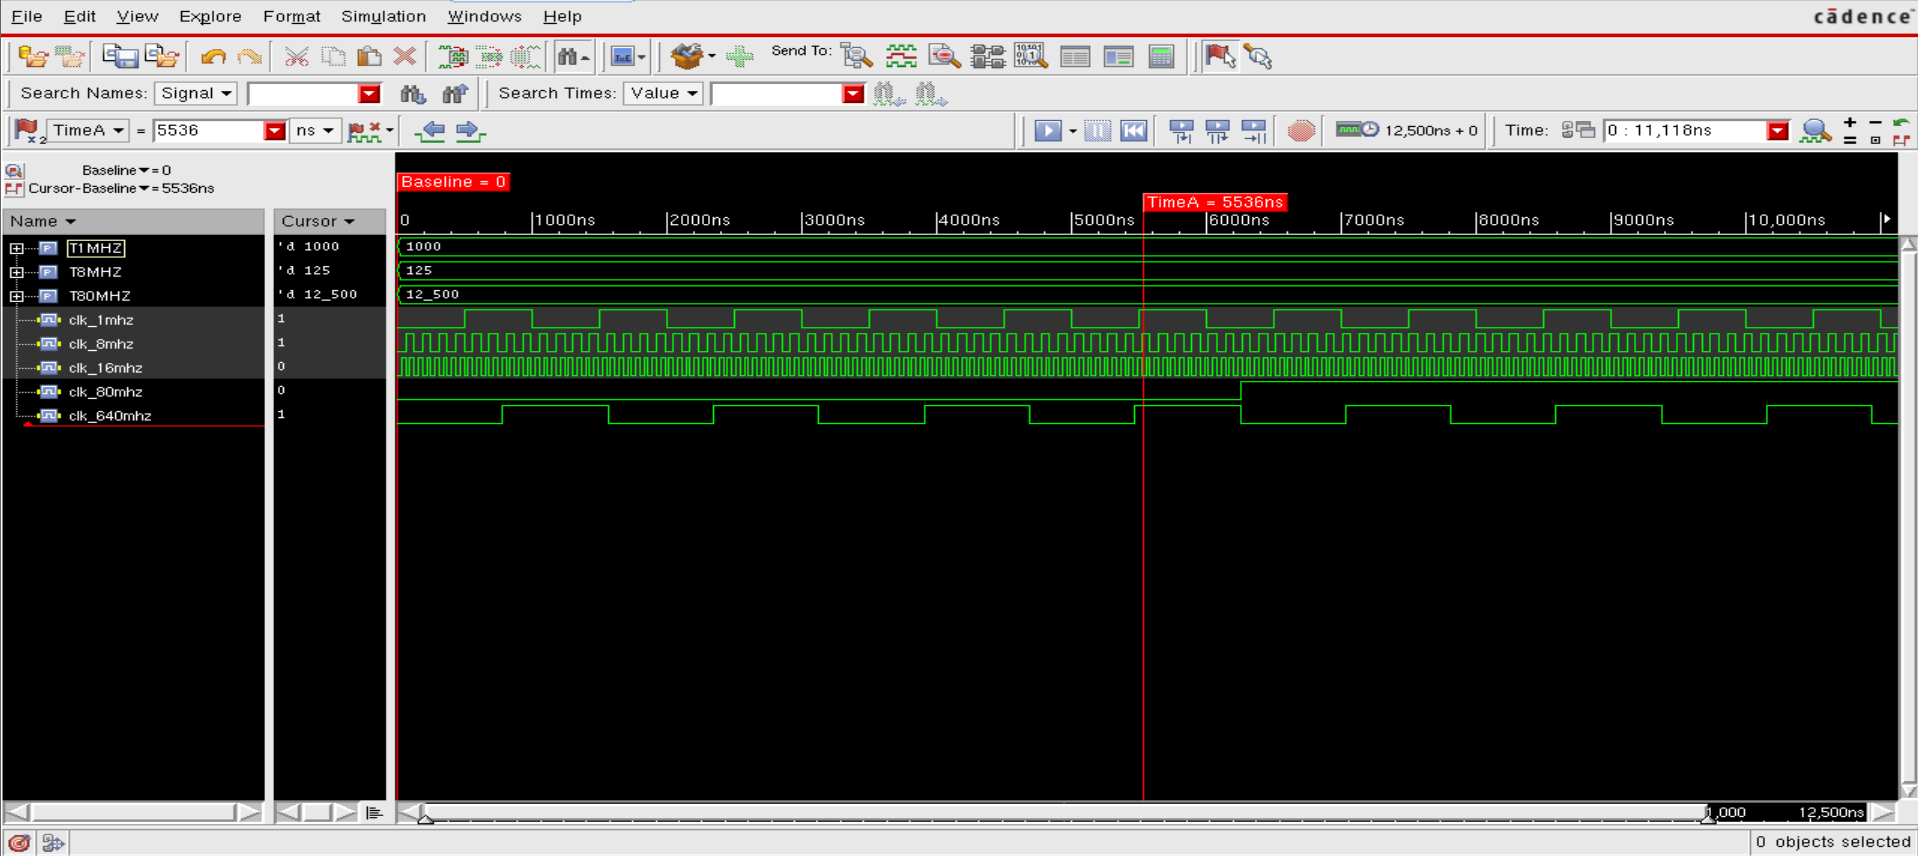 File Edit View Explore Format Simulation Windows Help cādence
Send To:
Search Names: Signal Search Times: Value
TimeA = 5536 ns 12,500ns + 0 Time: 0 : 11,118ns
Baseline = 0
Cursor-Baseline = 5536ns
Baseline = 0
TimeA = 5536ns
Name Cursor 0 1000ns 2000ns 3000ns 4000ns 5000ns 6000ns 7000ns 8000ns 9000ns 10,000ns
T1MHZ 'd 1000 1000
T8MHZ 'd 125 125
T80MHZ 'd 12_500 12_500
clk_1mhz 1
clk_8mhz 1
clk_16mhz 0
clk_80mhz 0
clk_640mhz 1
12,500ns
0 objects selected